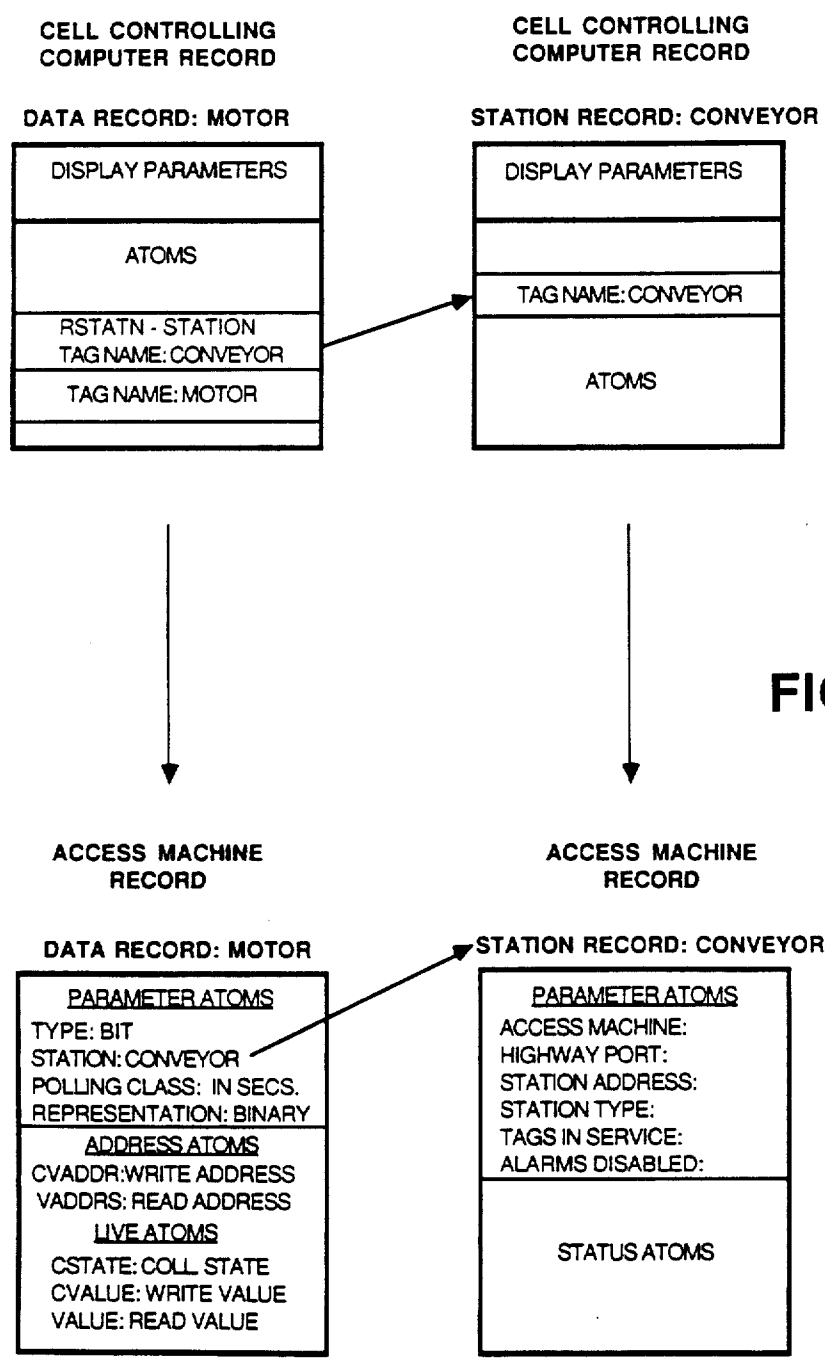 CELL CONTROLLING
COMPUTER RECORD
DATA RECORD: MOTOR
DISPLAY PARAMETERS
ATOMS
RSTATN - STATION
TAG NAME: CONVEYOR
TAG NAME: MOTOR
CELL CONTROLLING
COMPUTER RECORD
STATION RECORD: CONVEYOR
DISPLAY PARAMETERS
TAG NAME: CONVEYOR
ATOMS
ACCESS MACHINE
RECORD
DATA RECORD: MOTOR
PARAMETER ATOMS
TYPE: BIT
STATION: CONVEYOR
POLLING CLASS: IN SECS.
REPRESENTATION: BINARY
ADDRESS ATOMS
CVADDR:WRITE ADDRESS
VADDRS: READ ADDRESS
LIVE ATOMS
CSTATE: COLL STATE
CVALUE: WRITE VALUE
VALUE: READ VALUE
ACCESS MACHINE
RECORD
STATION RECORD: CONVEYOR
PARAMETER ATOMS
ACCESS MACHINE:
HIGHWAY PORT:
STATION ADDRESS:
STATION TYPE:
TAGS IN SERVICE:
ALARMS DISABLED:
STATUS ATOMS